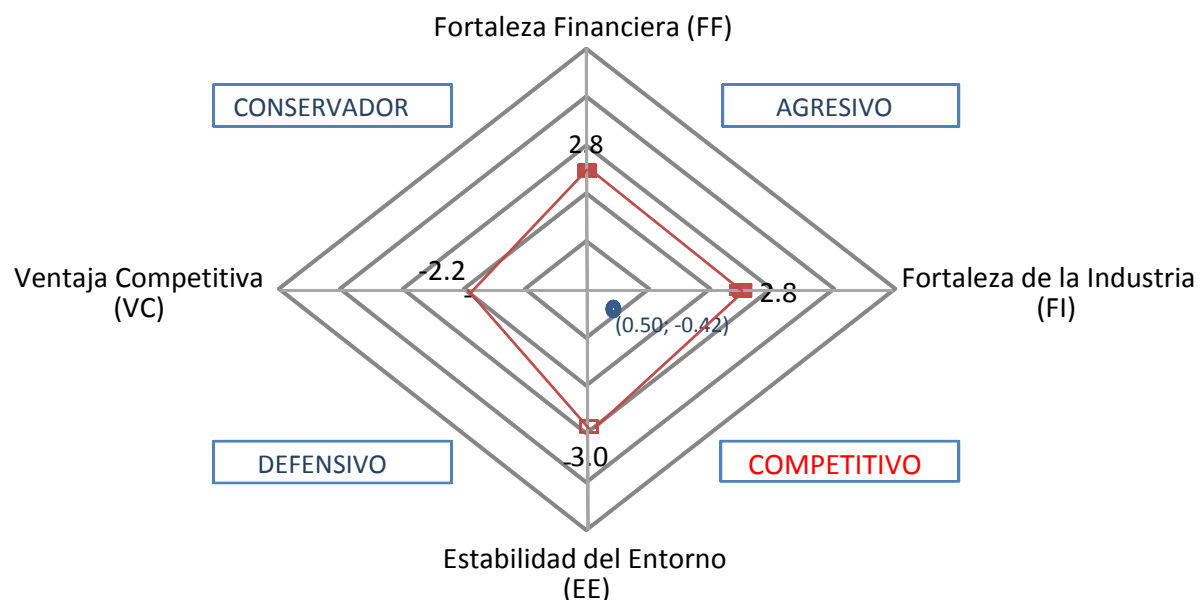 Fortaleza Financiera (FF)
CONSERVADOR
AGRESIVO
2.8
Ventaja Competitiva
(VC)
-2.2
2.8
Fortaleza de la Industria
(FI)
(0.50; -0.42)
DEFENSIVO
-3.0
COMPETITIVO
Estabilidad del Entorno
(EE)